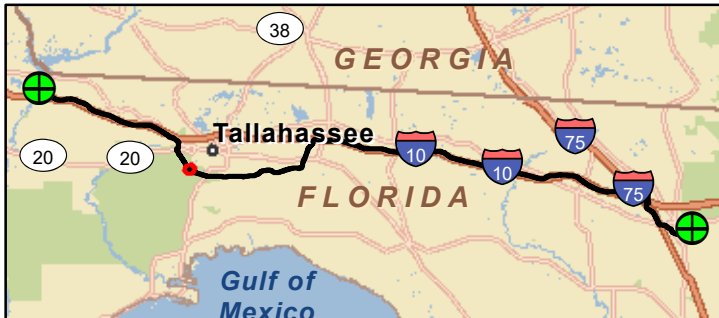 38
GEORGIA
Tallahassee
75
10
20
20
10
75
FLORIDA
Gulf of
Mexico